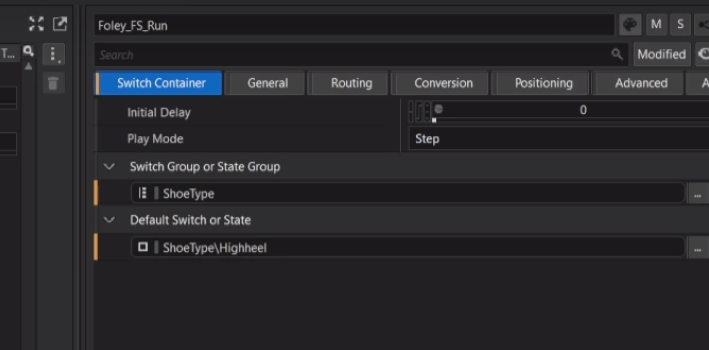 Foley_FS_Run
M S
T...
Search
Modified
Switch Container General Routing Conversion Positioning Advanced A
Initial Delay 0
Play Mode Step
Switch Group or State Group
ShoeType ...
Default Switch or State
ShoeType\Highheel ...